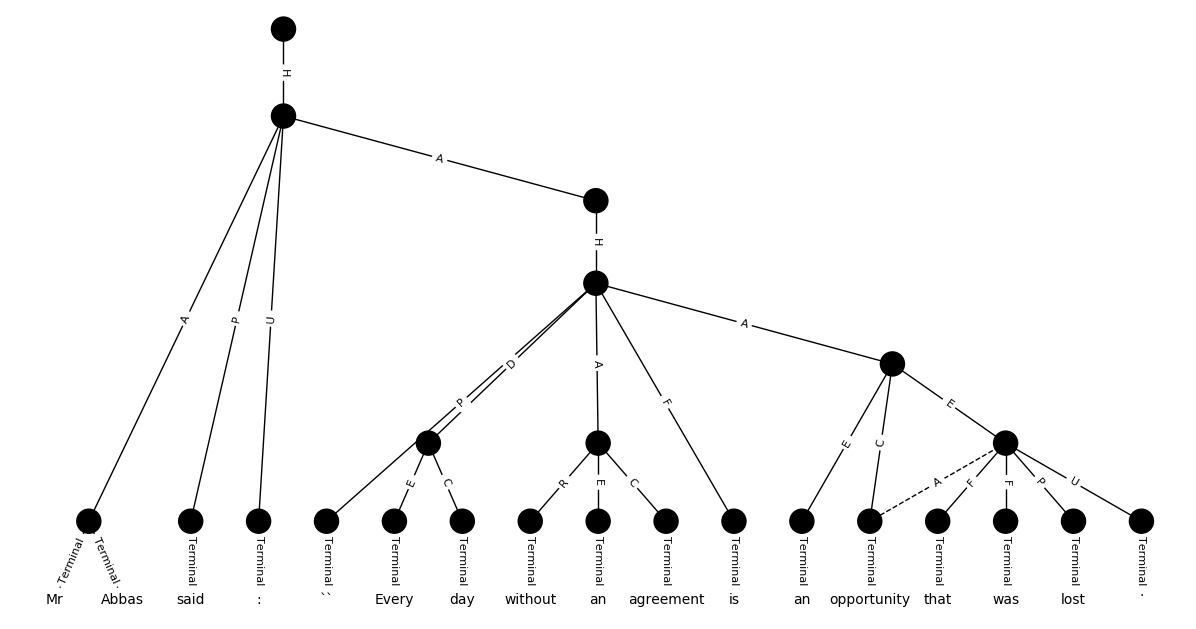 H
A
H
A P U
D A A
P F E
E C R E C E C A F F P U
Terminal Terminal Terminal Terminal Terminal Terminal Terminal Terminal Terminal Terminal Terminal Terminal Terminal Terminal Terminal Terminal Terminal
Mr Abbas said : `` Every day without an agreement is an opportunity that was lost .